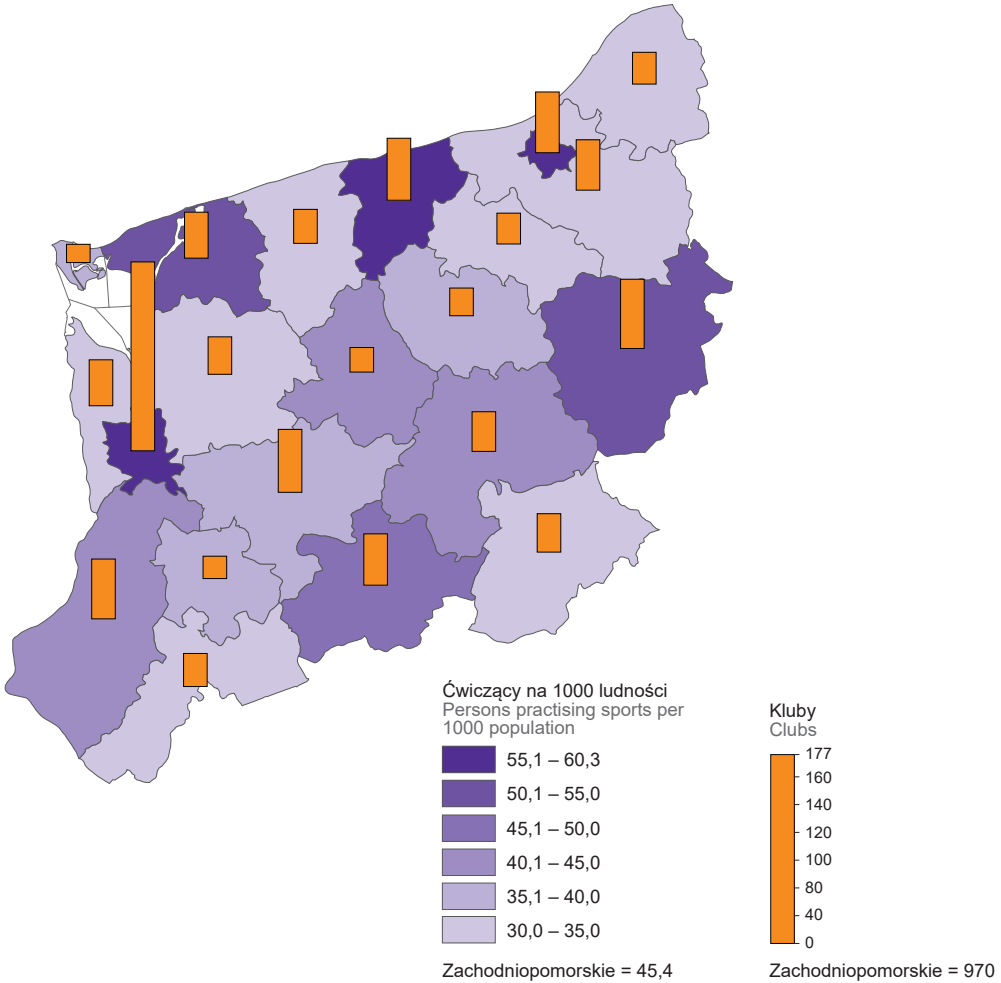 Ćwiczący na 1000 ludności
Persons practising sports per
1000 population
55,1 – 60,3
50,1 – 55,0
45,1 – 50,0
40,1 – 45,0
35,1 – 40,0
30,0 – 35,0
Zachodniopomorskie = 45,4
Kluby
Clubs
177
160
140
120
100
80
40
0
Zachodniopomorskie = 970